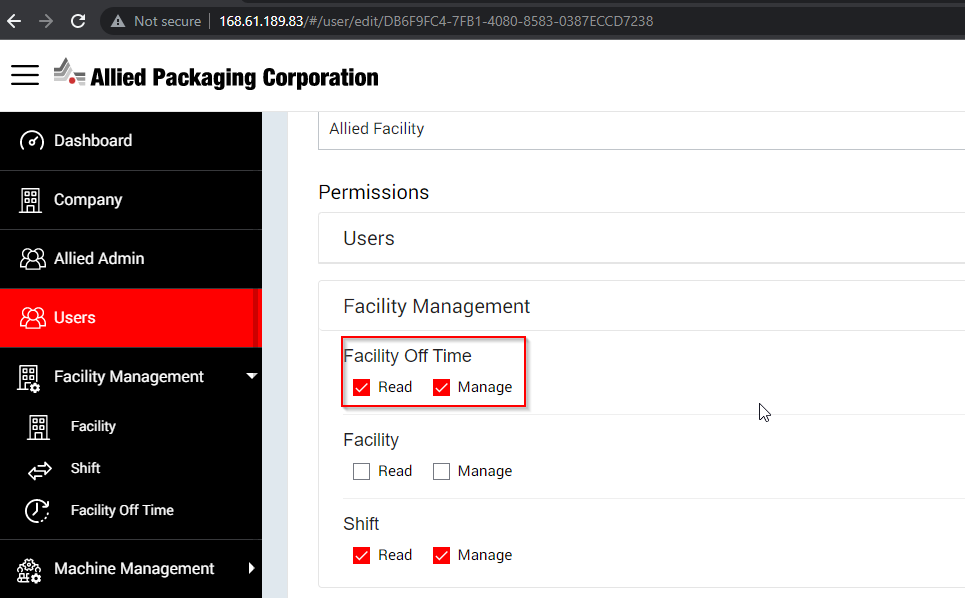 Not secure | 168.61.189.83/#/user/edit/DB6F9FC4-7FB1-4080-8583-0387ECCD7238
Allied Packaging Corporation
Dashboard
Company
Allied Admin
Users
Facility Management
Facility
Shift
Facility Off Time
Machine Management
Allied Facility
Permissions
Users
Facility Management
Facility Off Time
Read Manage
Facility
Read Manage
Shift
Read Manage